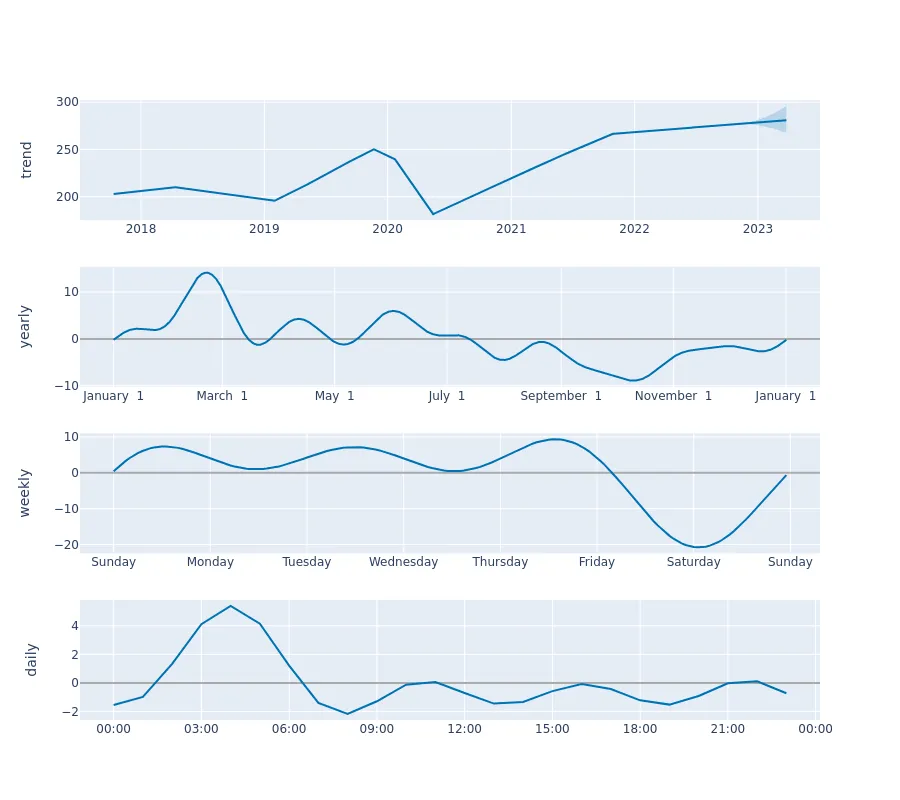 trend
300
250
200
2018 2019 2020 2021 2022 2023
yearly
10
0
−10
January 1 March 1 May 1 July 1 September 1 November 1 January 1
weekly
10
0
−10
−20
Sunday Monday Tuesday Wednesday Thursday Friday Saturday Sunday
daily
4
2
0
−2
00:00 03:00 06:00 09:00 12:00 15:00 18:00 21:00 00:00